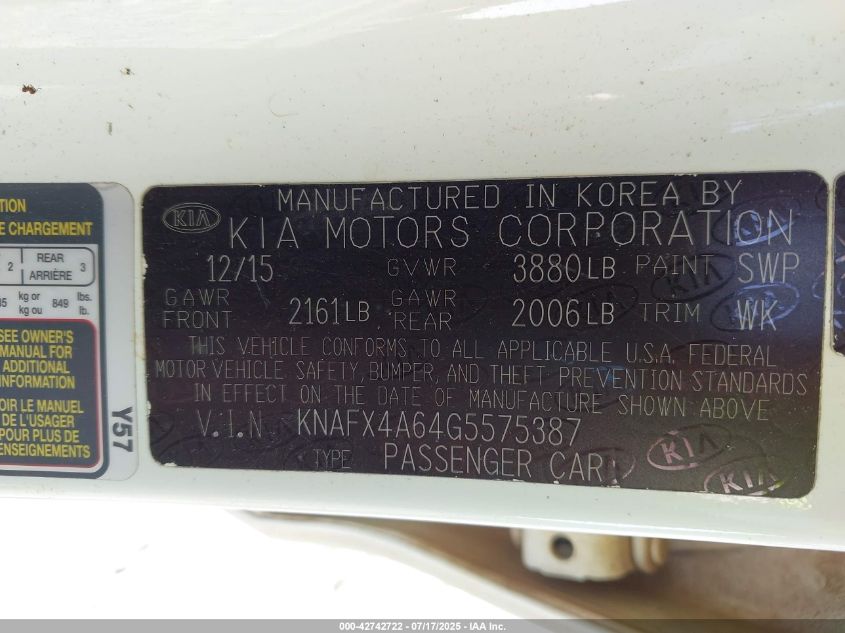 TION
E CHARGEMENT
2 REAR ARRIÈRE 3
kg or kg ou 849 lbs. lb.
SEE OWNER'S
MANUAL FOR
ADDITIONAL
INFORMATION
OIR LE MANUEL
DE L'USAGER
POUR PLUS DE
Y57
MANUFACTURED IN KOREA BY
KIA KIA MOTORS CORPORATION
12/15 GVWR 3880LB PAINT SWP
GAWR FRONT 2161LB GAWR REAR 2006LB TRIM WK
THIS VEHICLE CONFORMS TO ALL APPLICABLE U.S.A. FEDERAL
MOTOR VEHICLE SAFETY, BUMPER, AND THEFT PREVENTION STANDARDS
IN EFFECT ON THE DATE OF MANUFACTURE SHOWN ABOVE
V.I.N KNAFX4A64G5575387
TYPE PASSENGER CAR
KIA
KIA
000-42742722 - 07/17/2025 - IAA Inc.